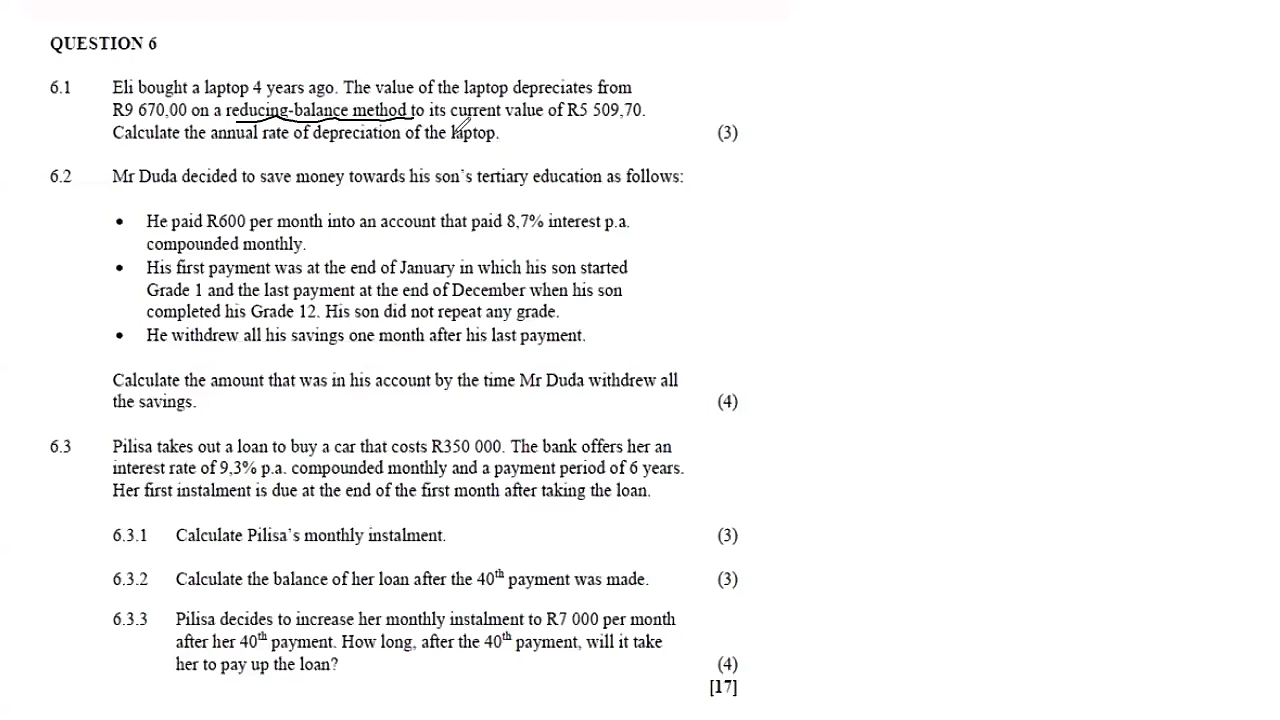 QUESTION 6
6.1 Eli bought a laptop 4 years ago. The value of the laptop depreciates from
R9 670,00 on a reducing-balance method to its current value of R5 509,70.
Calculate the annual rate of depreciation of the laptop. (3)
6.2 Mr Duda decided to save money towards his son's tertiary education as follows:
• He paid R600 per month into an account that paid 8,7% interest p.a.
compounded monthly.
• His first payment was at the end of January in which his son started
Grade 1 and the last payment at the end of December when his son
completed his Grade 12. His son did not repeat any grade.
• He withdrew all his savings one month after his last payment.
Calculate the amount that was in his account by the time Mr Duda withdrew all
the savings. (4)
6.3 Pilisa takes out a loan to buy a car that costs R350 000. The bank offers her an
interest rate of 9,3% p.a. compounded monthly and a payment period of 6 years.
Her first instalment is due at the end of the first month after taking the loan.
6.3.1 Calculate Pilisa's monthly instalment. (3)
6.3.2 Calculate the balance of her loan after the 40th payment was made. (3)
6.3.3 Pilisa decides to increase her monthly instalment to R7 000 per month
after her 40th payment. How long, after the 40th payment, will it take
her to pay up the loan? (4)
[17]